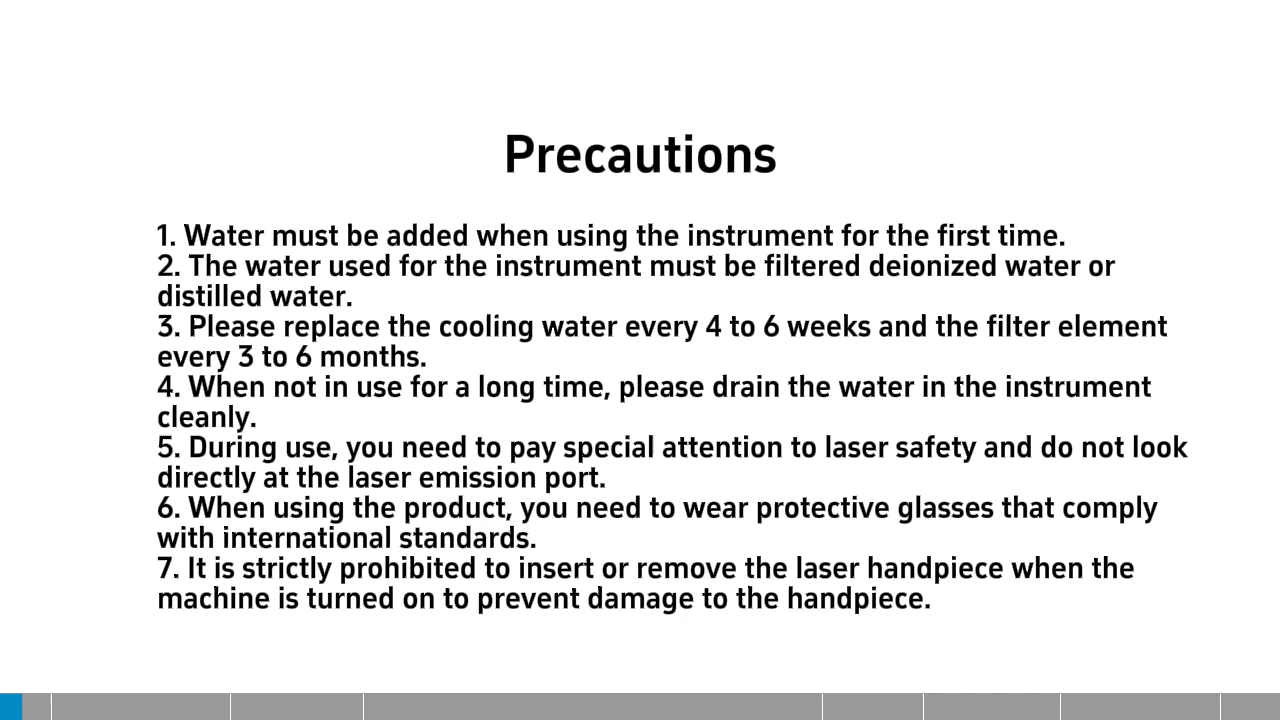 Precautions
1. Water must be added when using the instrument for the first time.
2. The water used for the instrument must be filtered deionized water or
distilled water.
3. Please replace the cooling water every 4 to 6 weeks and the filter element
every 3 to 6 months.
4. When not in use for a long time, please drain the water in the instrument
cleanly.
5. During use, you need to pay special attention to laser safety and do not look
directly at the laser emission port.
6. When using the product, you need to wear protective glasses that comply
with international standards.
7. It is strictly prohibited to insert or remove the laser handpiece when the
machine is turned on to prevent damage to the handpiece.